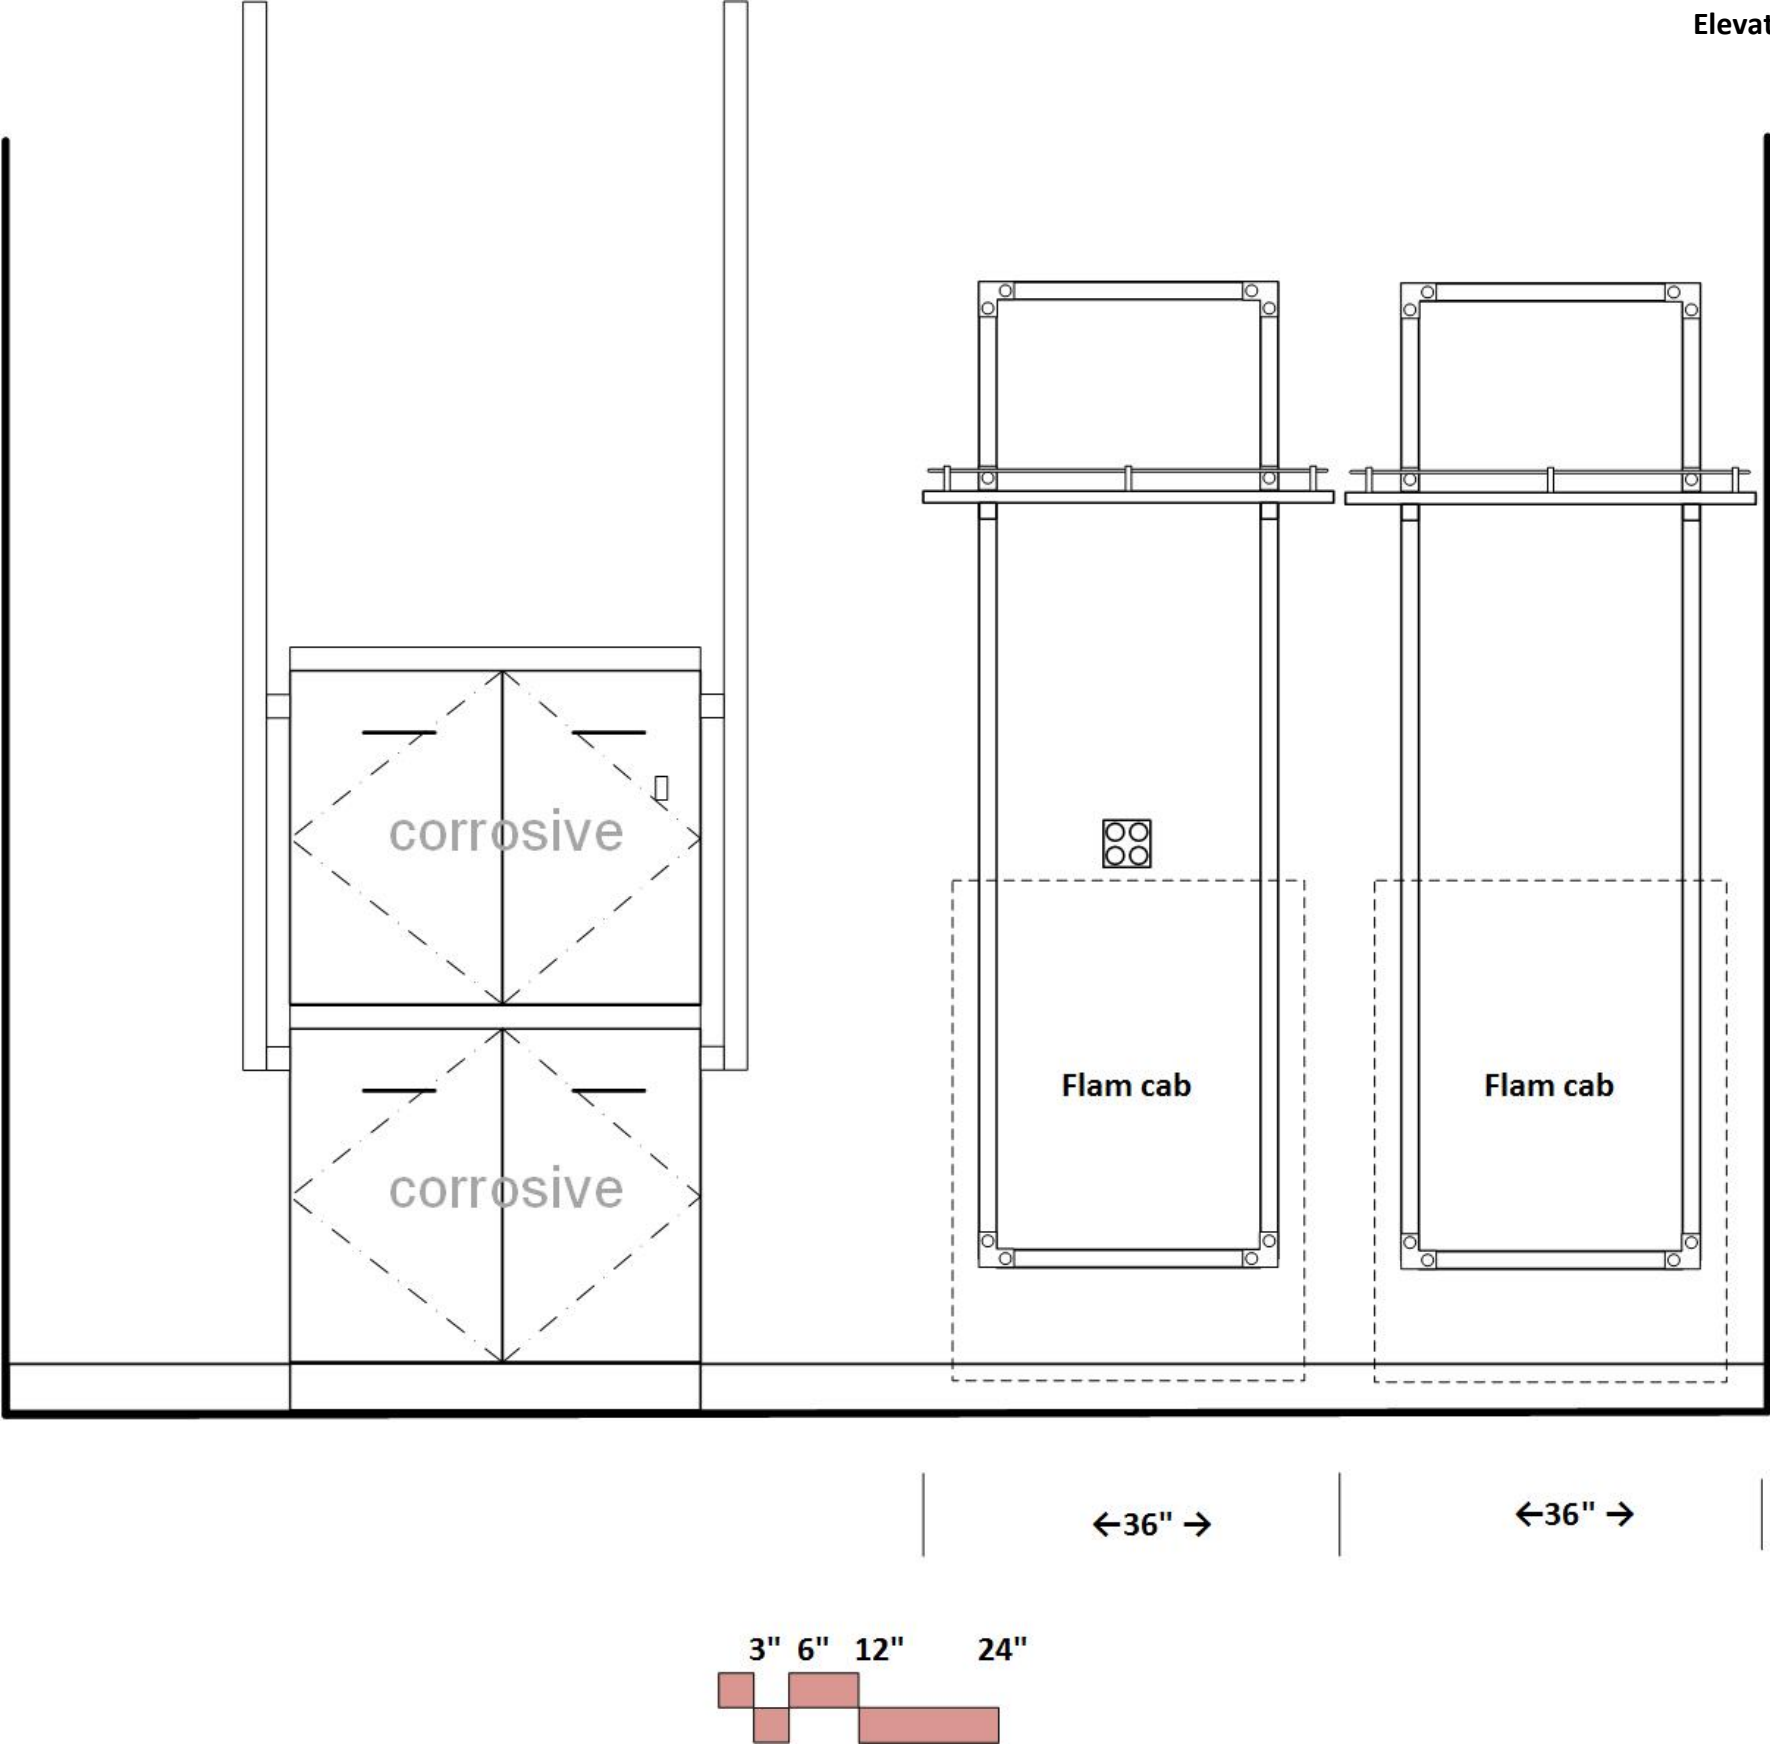 Elevat
corrosive
corrosive
Flam cab
Flam cab
←36" →
←36" →
3" 6" 12" 24"